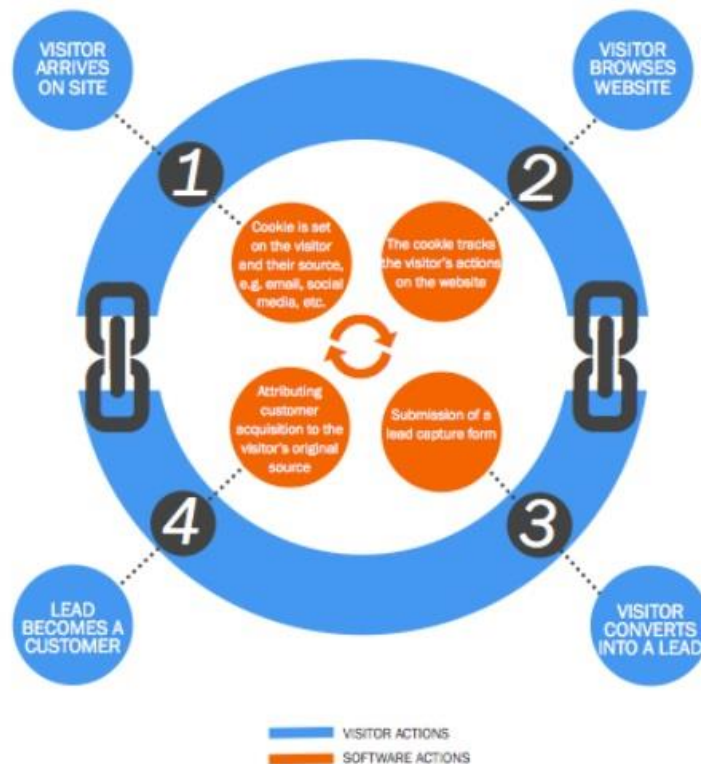 VISITOR
ARRIVES
ON SITE
VISITOR
BROWSES
WEBSITE
1
2
Cookie is set
on the visitor
and their source,
e.g. email, social
media, etc.
The cookie tracks
the visitor's actions
on the website
Attributing
customer
acquisition to the
visitor's original
source
Submission of a
lead capture form
4
3
LEAD
BECOMES A
CUSTOMER
VISITOR
CONVERTS
INTO A LEAD
VISITOR ACTIONS
SOFTWARE ACTIONS